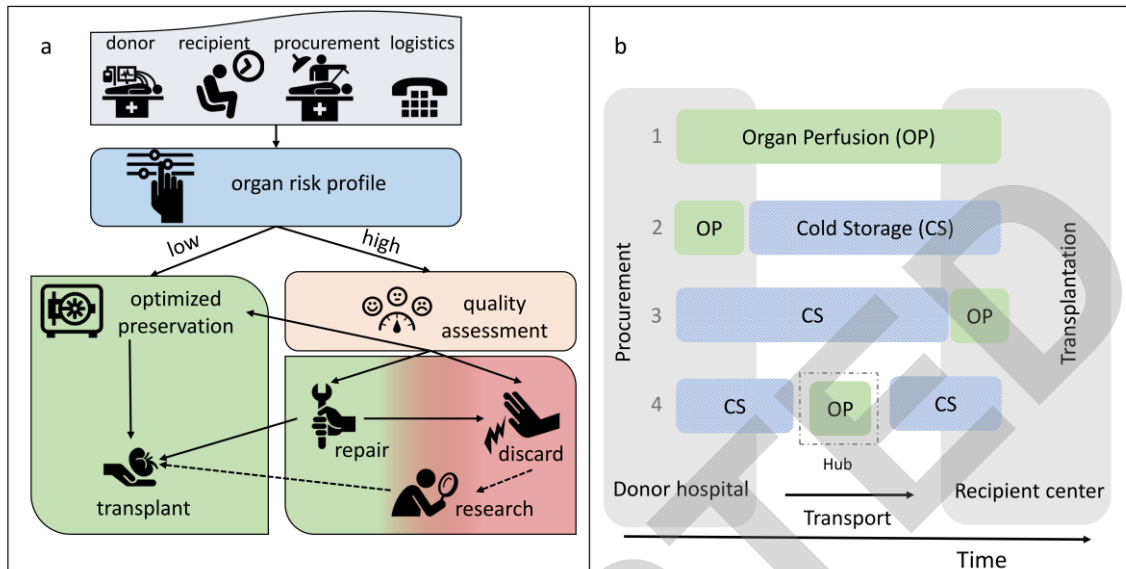 a
donor
recipient
procurement
logistics
organ risk profile
low
high
optimized
preservation
quality
assessment
repair
discard
transplant
research
b
1
Organ Perfusion (OP)
2
OP
Cold Storage (CS)
3
CS
OP
4
CS
OP
CS
Hub
Procurement
Transplantation
Donor hospital
Transport
Recipient center
Time
TED